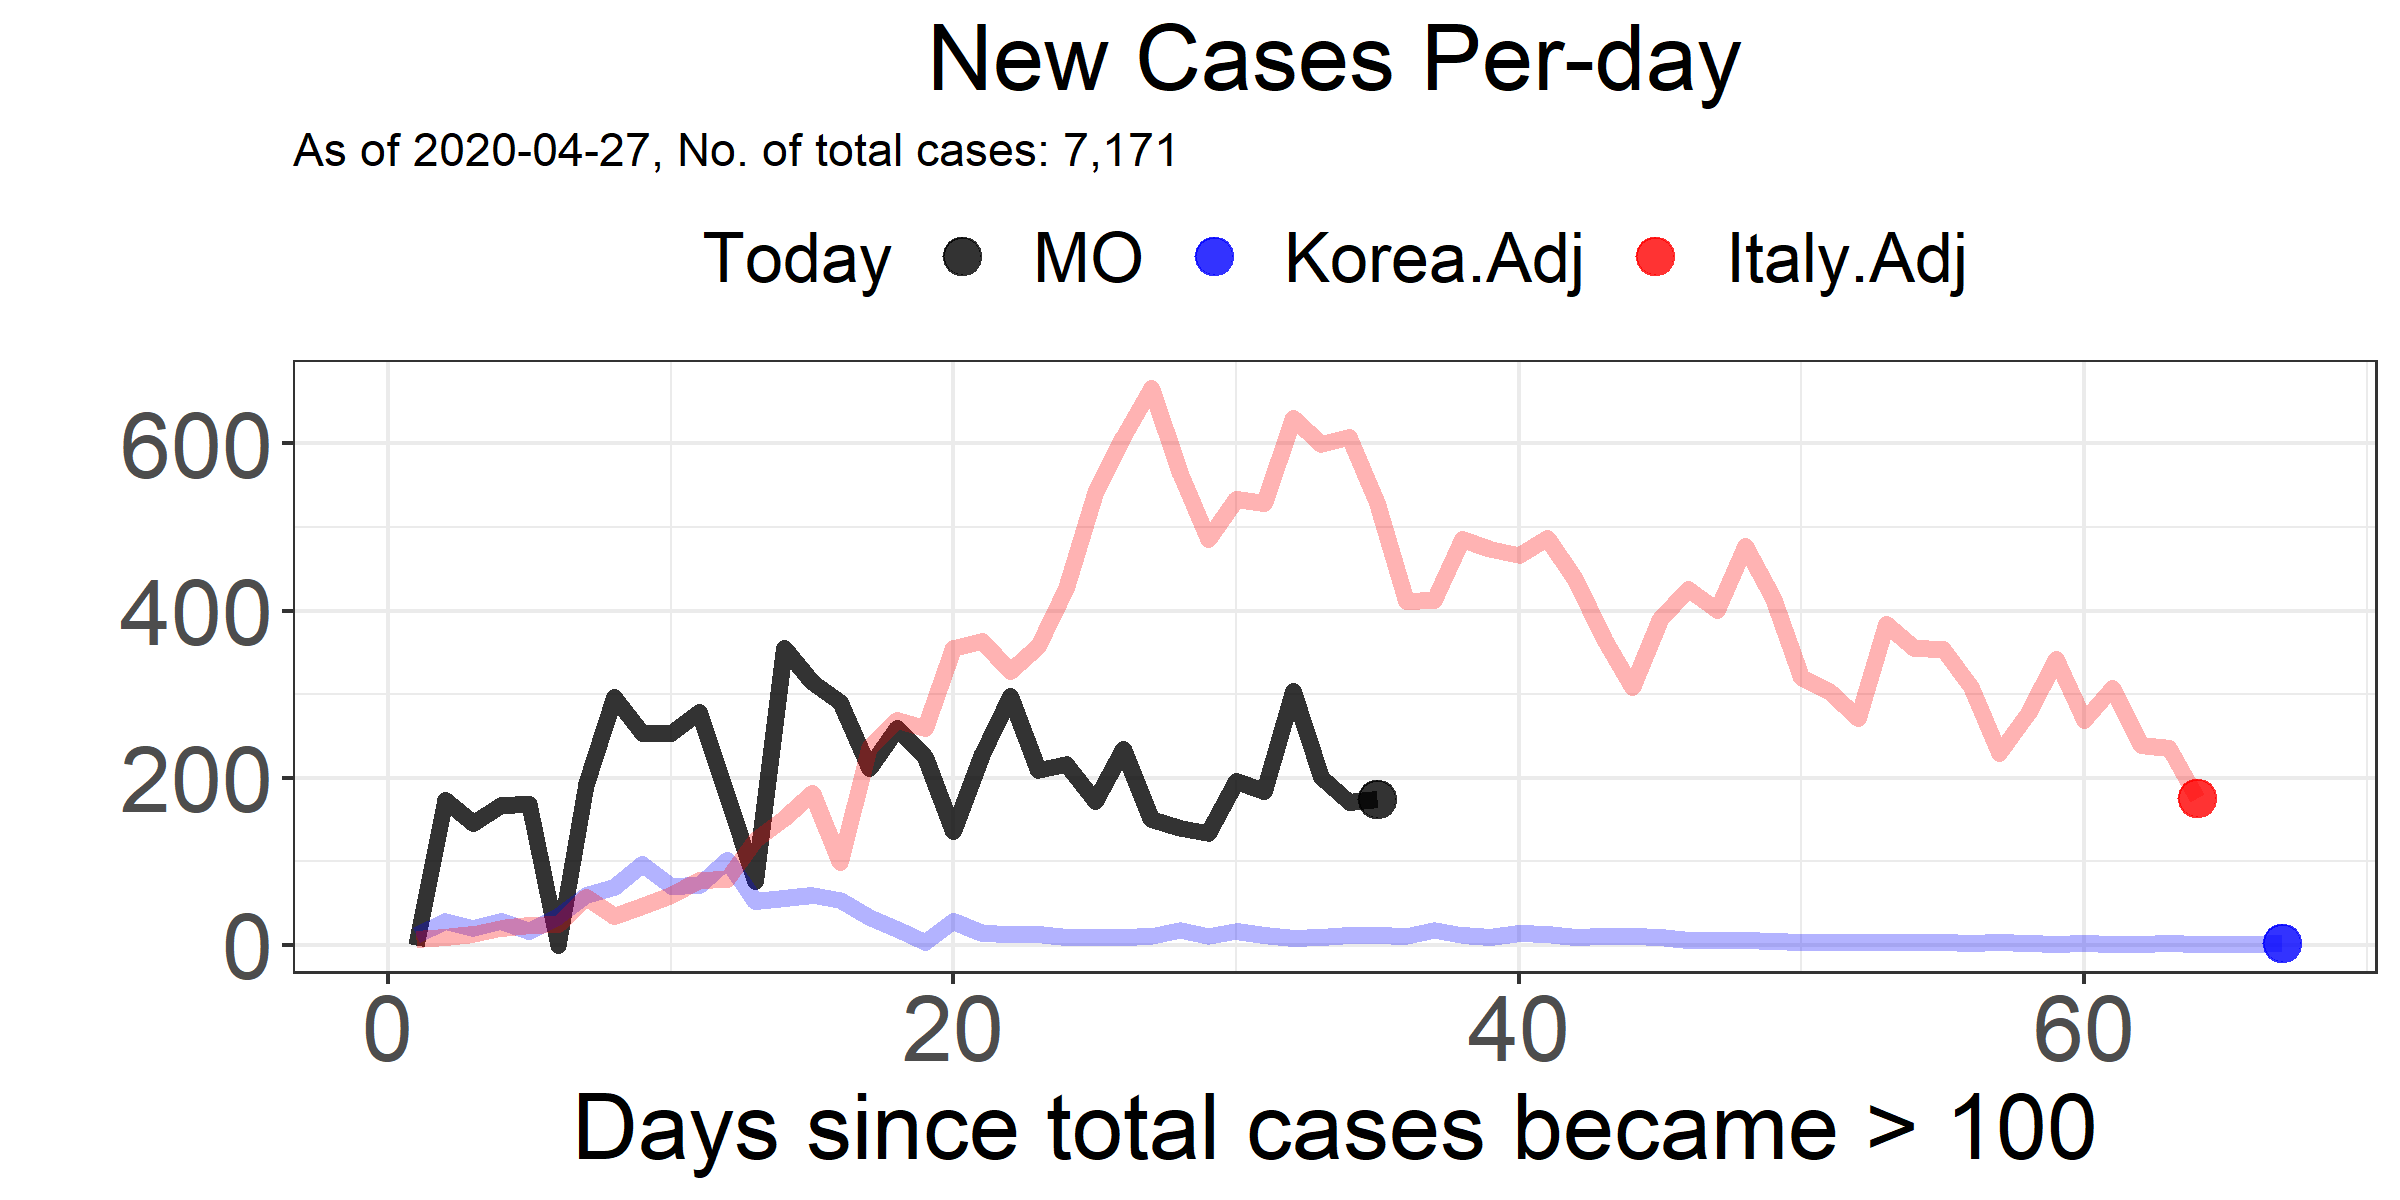 New Cases Per-day
As of 2020-04-27, No. of total cases: 7,171
Today MO Korea.Adj Italy.Adj
600
400
200
0
0 20 40 60
Days since total cases became > 100